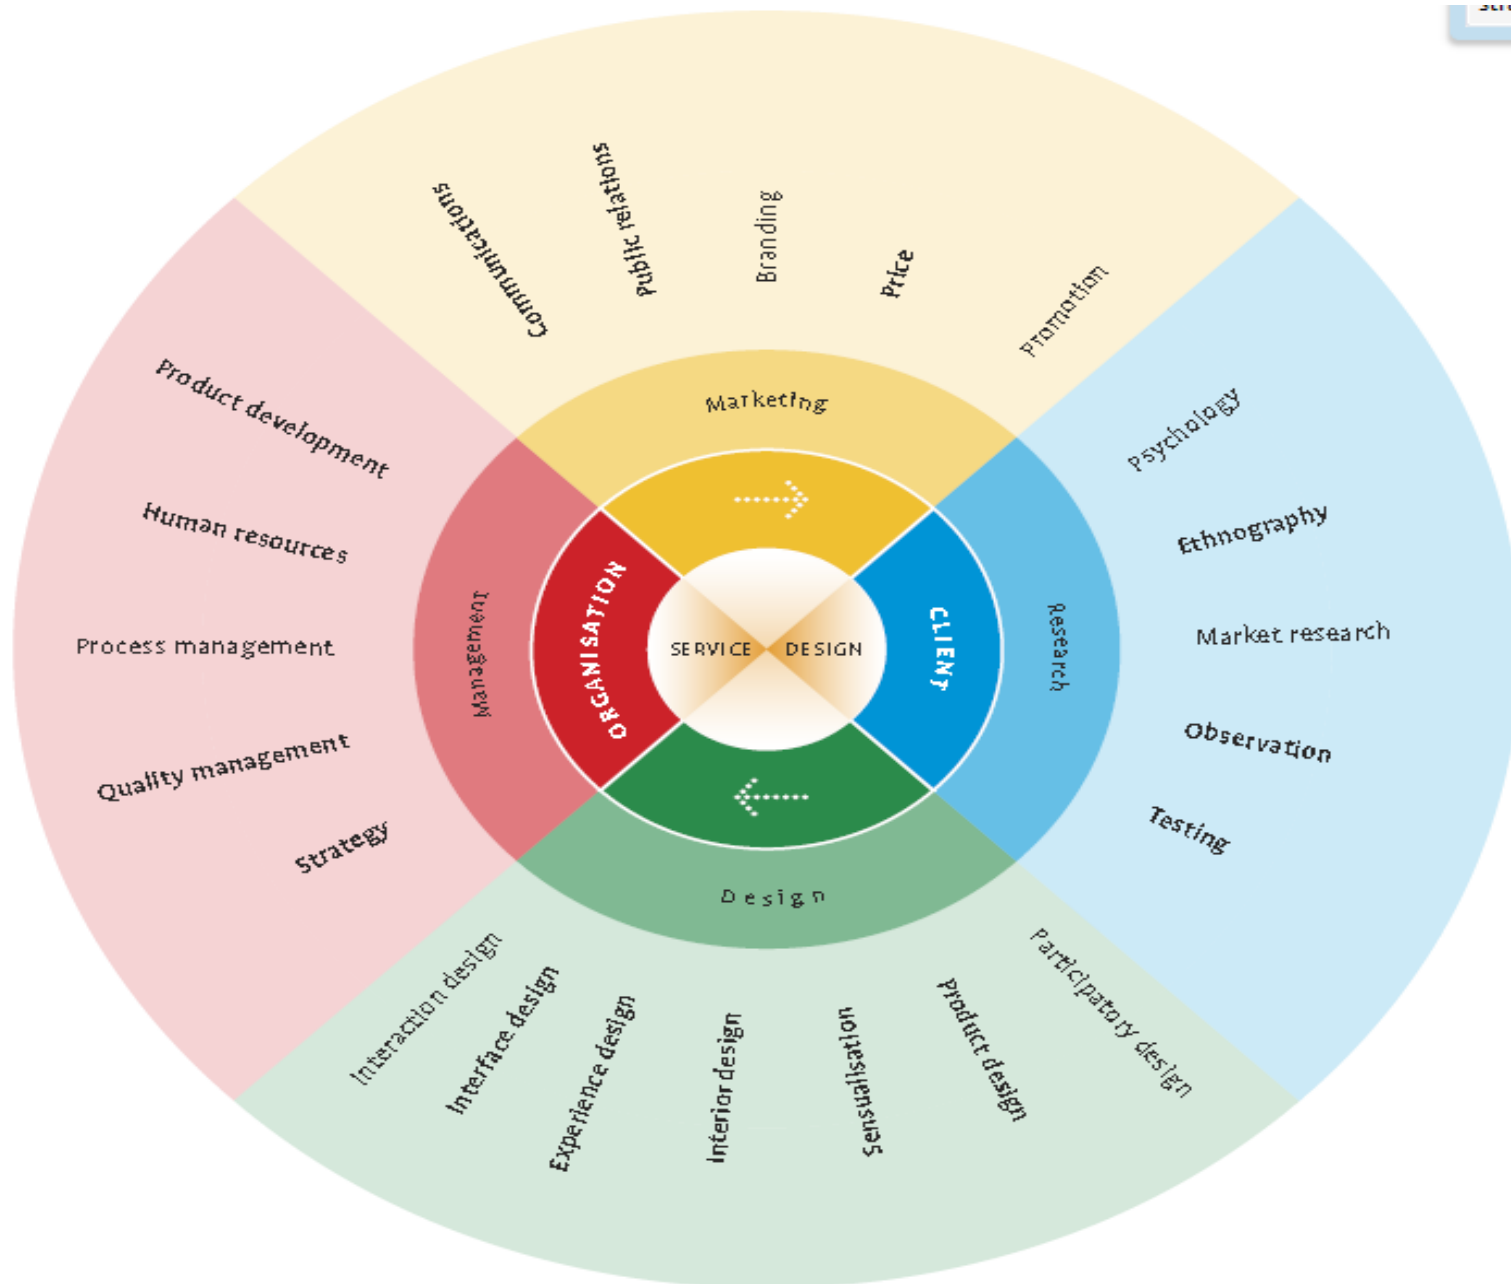 Communications
Public relations
Branding
Price
Promotion
Marketing
Product development
Human resources
Process management
Quality management
Strategy
Management
ORGANISATION
SERVICE DESIGN
CLIENT
Research
Psychology
Ethnography
Market research
Observation
Testing
Design
Interaction design
Interface design
Experience design
Interior design
Sensualisation
Product design
Participatory design